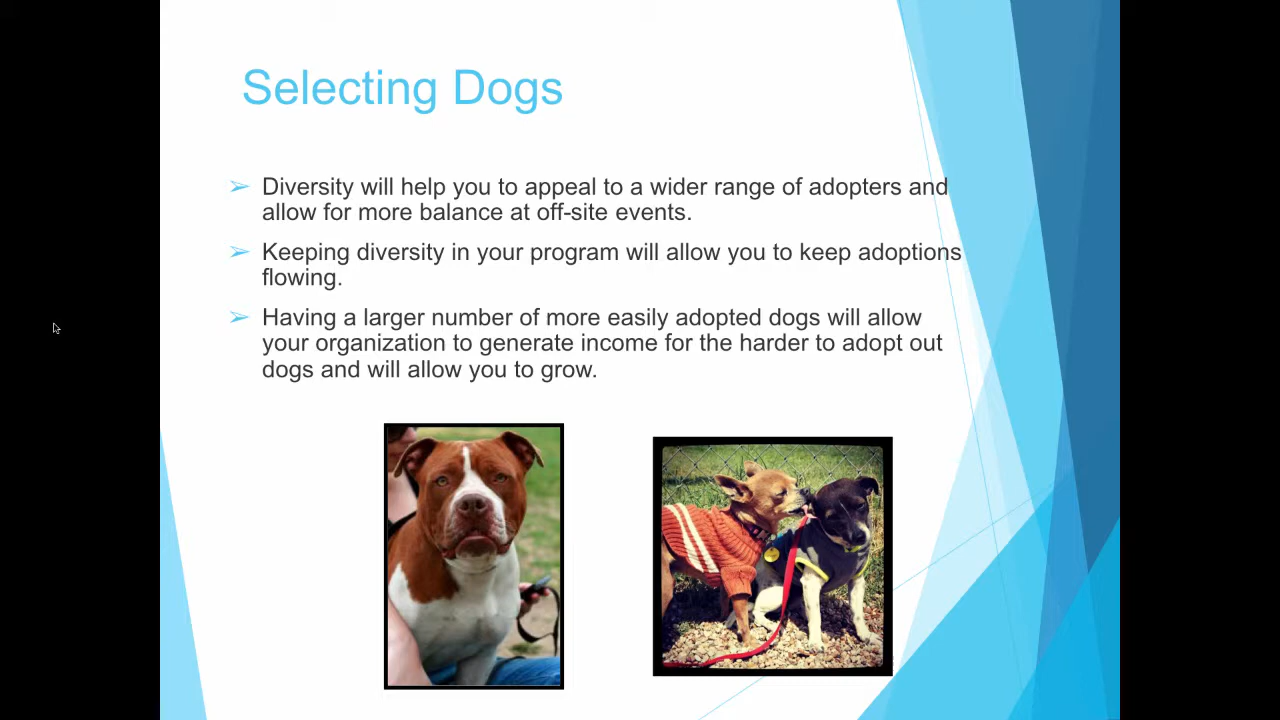 Selecting Dogs
Diversity will help you to appeal to a wider range of adopters and
allow for more balance at off-site events.
Keeping diversity in your program will allow you to keep adoptions
flowing.
Having a larger number of more easily adopted dogs will allow
your organization to generate income for the harder to adopt out
dogs and will allow you to grow.